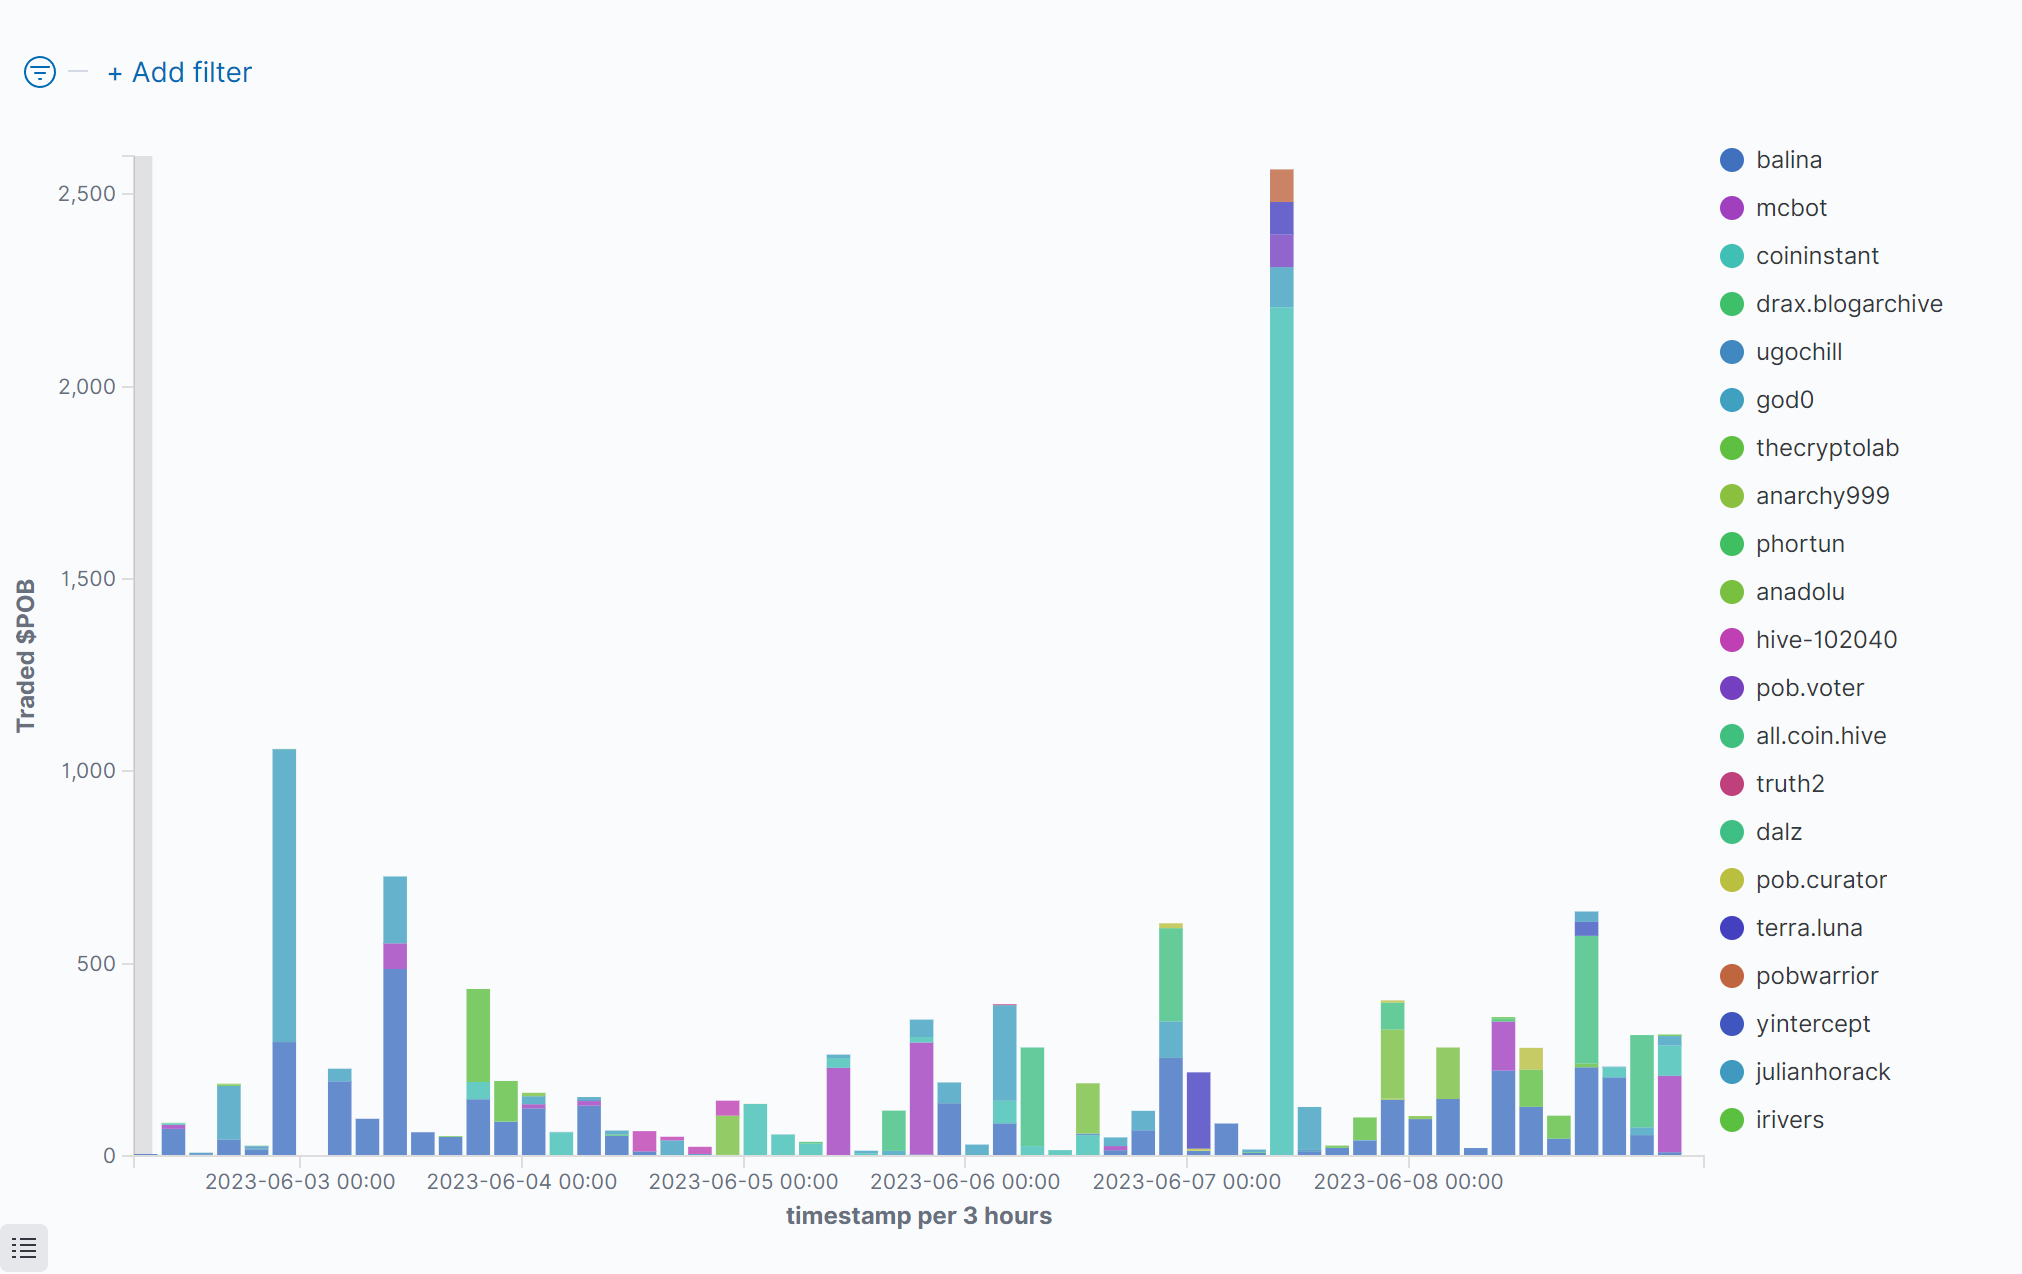 + Add filter
2,500
2,000
1,500
1,000
500
0
Traded $POB
2023-06-03 00:00
2023-06-04 00:00
2023-06-05 00:00
2023-06-06 00:00
2023-06-07 00:00
2023-06-08 00:00
timestamp per 3 hours
balina
mcbot
coininstant
drax.blogarchive
ugochill
god0
thecryptolab
anarchy999
phortun
anadolu
hive-102040
pob.voter
all.coin.hive
truth2
dalz
pob.curator
terra.luna
pobwarrior
yintercept
julianhorack
irivers